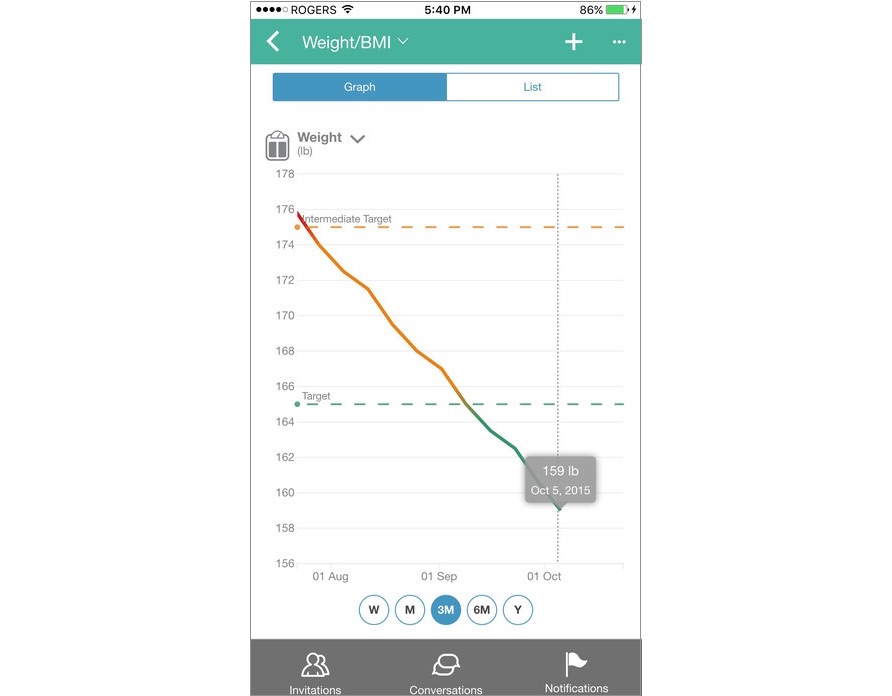 ROGERS 5:40 PM 86%
Weight/BMI
Graph List
Weight
(lb)
178
176
Intermediate Target
174
172
170
168
166
Target
164
162
159 lb
Oct 5, 2015
160
158
156
01 Aug 01 Sep 01 Oct
W M 3M 6M Y
Invitations Conversations Notifications